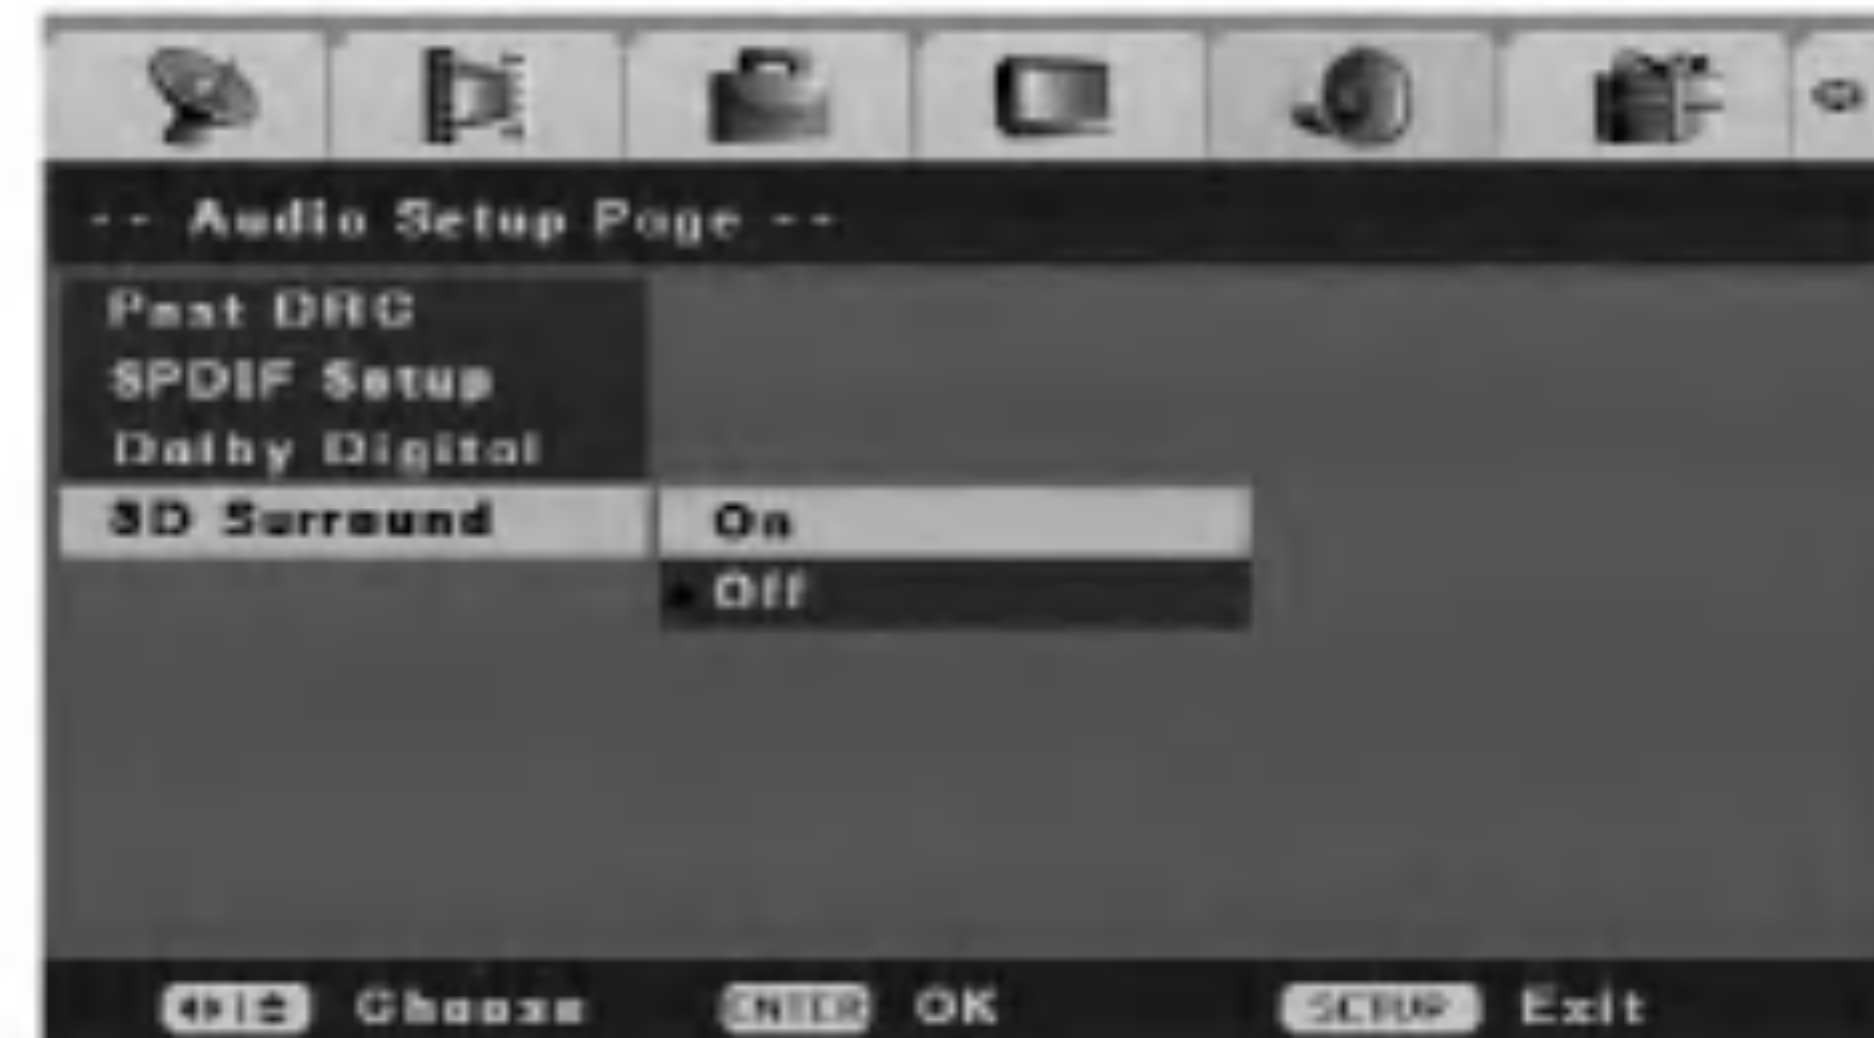 -- Audio Setup Page --
Post DRC
SPDIF Setup
Dolby Digital
3D Surround
On
Off
Choose ENTER OK SETUP Exit